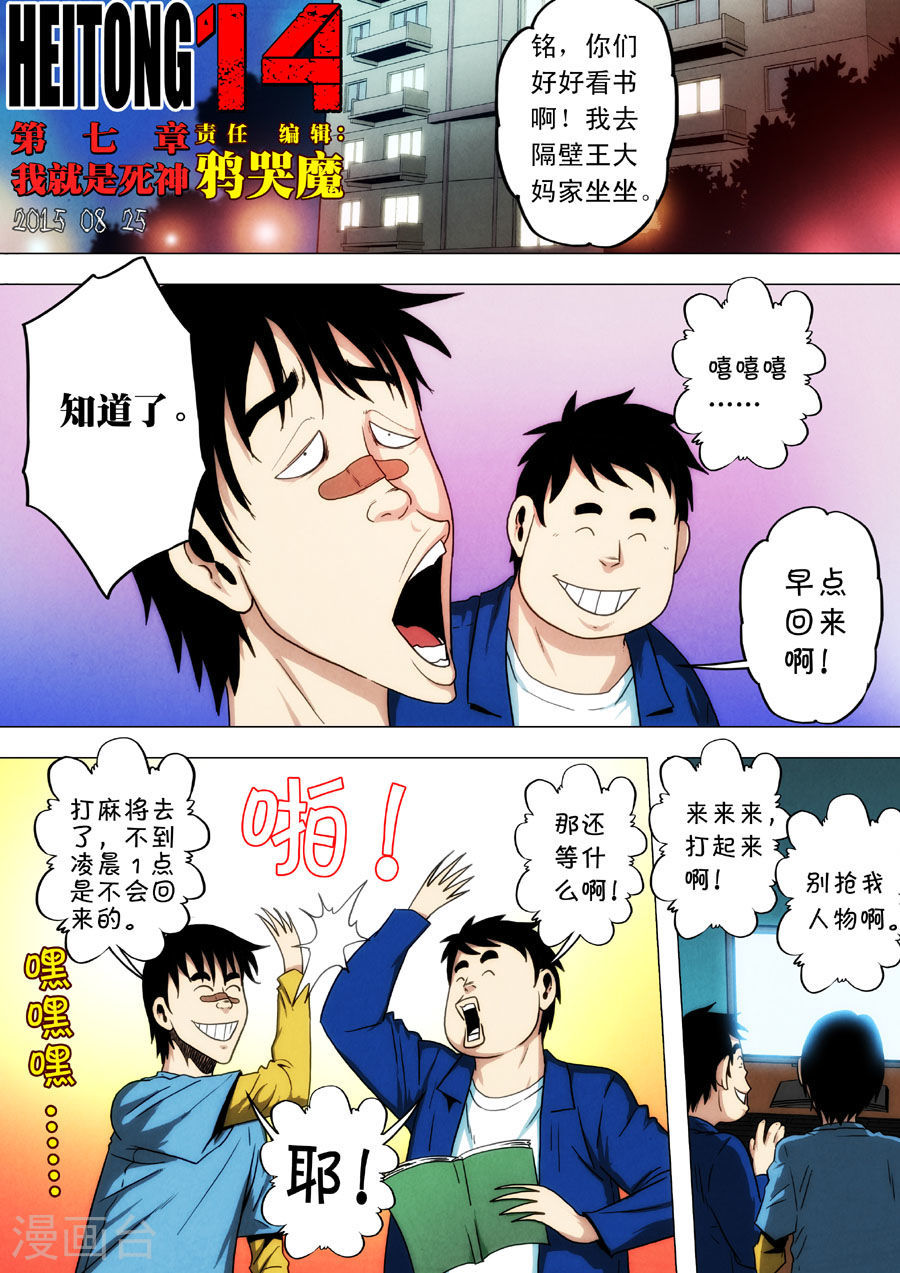 HEITONG 14
第七章 责任编辑：
我就是死神 鸦哭魔
2015 08 25
铭，你们
好好看书
啊！我去
隔壁王大
妈家坐坐。
知道了。
嘻嘻嘻
……
早点
回来
啊！
打麻将去
了，不到
凌晨1点
是不会回
来的。
啪！
那还
等什
么啊！
嘿嘿嘿……
耶！
来来来，
打起来
啊！
别抢我
人物啊。
漫画台